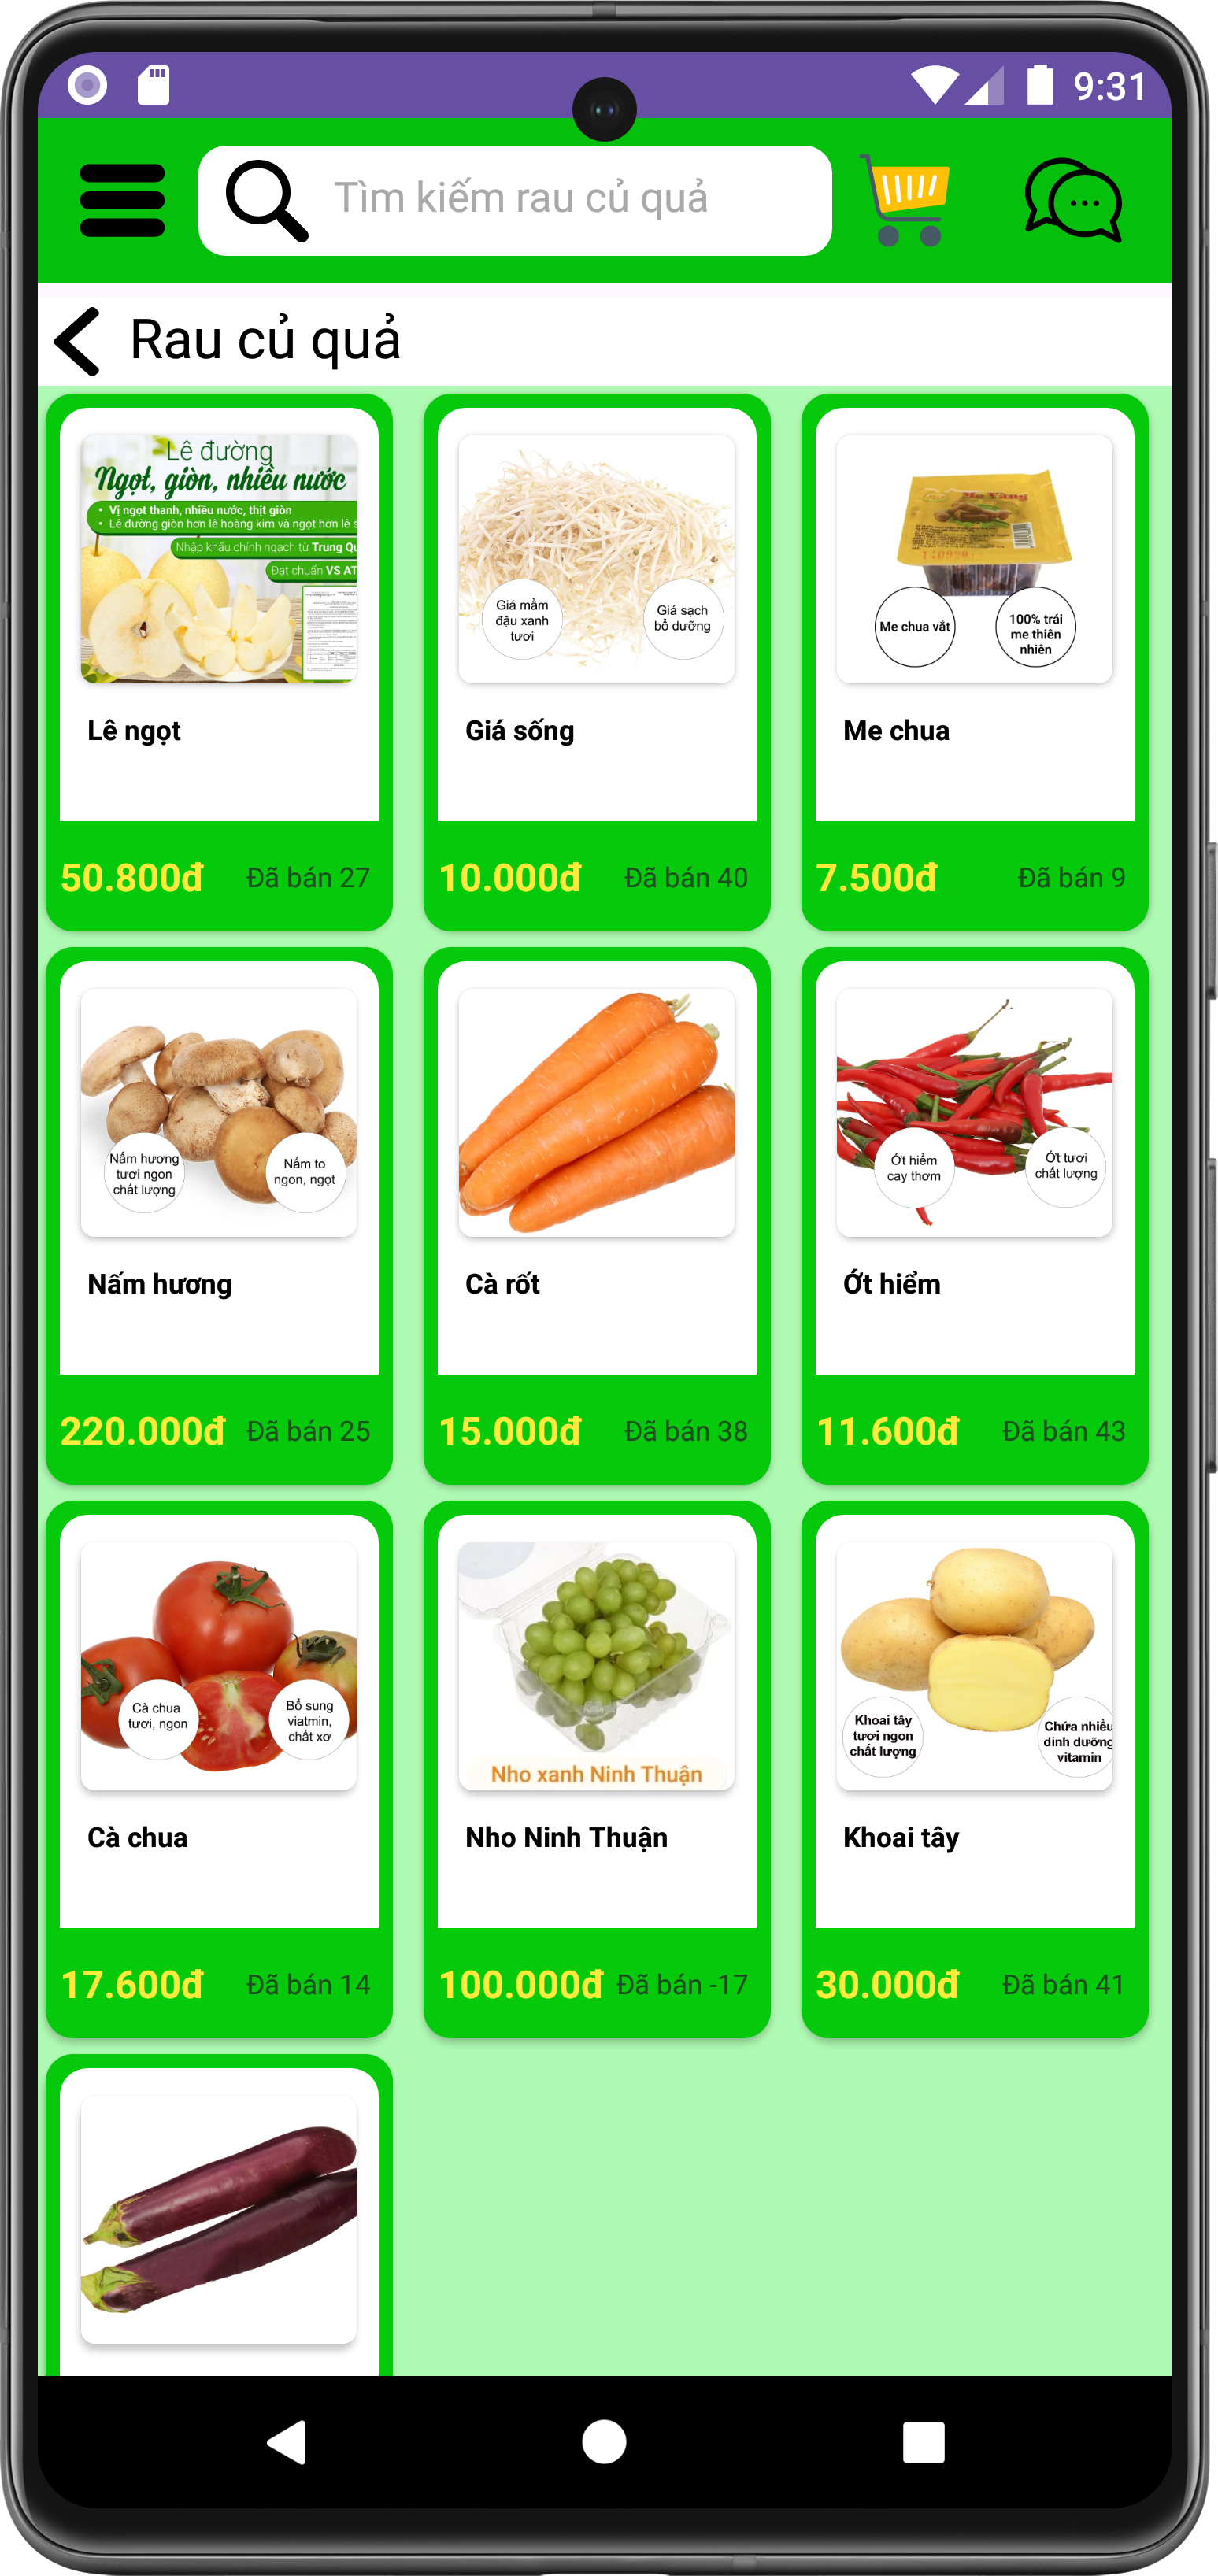 9:31
Tìm kiếm rau củ quả
Rau củ quả
Lê đường
Ngọt, giòn, nhiều nước
• Vị ngọt thanh, nhiều nước, thịt giòn
• Lê đường giòn hơn lê hoàng kim và ngọt hơn lê s
Nhập khẩu chính ngạch từ Trung Qu
Đạt chuẩn VS AT
Lê ngọt
50.800đ
Đã bán 27
Giá mầm
đậu xanh
tươi
Giá sạch
bổ dưỡng
Giá sống
10.000đ
Đã bán 40
Me Vàng
Me chua vắt
100% trái
me thiên
nhiên
Me chua
7.500đ
Đã bán 9
Nấm hương
tươi ngon
chất lượng
Nấm to
ngon, ngọt
Nấm hương
220.000đ
Đã bán 25
Cà rốt
15.000đ
Đã bán 38
Ớt hiểm
cay thơm
Ớt tươi
chất lượng
Ớt hiểm
11.600đ
Đã bán 43
Cà chua
tươi, ngon
Bổ sung
viatmin,
chất xơ
Cà chua
17.600đ
Đã bán 14
Nho xanh Ninh Thuận
Nho Ninh Thuận
100.000đ
Đã bán -17
Khoai tây
tươi ngon
chất lượng
Chứa nhiều
dinh dưỡng
vitamin
Khoai tây
30.000đ
Đã bán 41